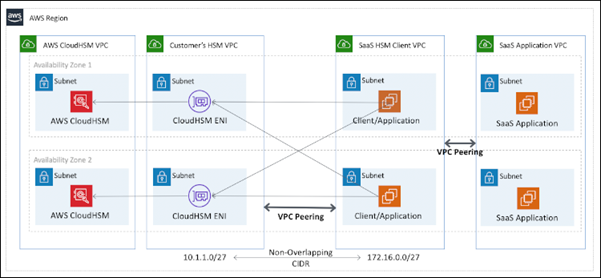 aws
AWS Region
AWS CloudHSM VPC
Customer's HSM VPC
SaaS HSM Client VPC
SaaS Application VPC
Availability Zone 1
Subnet
Subnet
Subnet
Subnet
AWS CloudHSM
CloudHSM ENI
Client/Application
SaaS Application
VPC Peering
Availability Zone 2
Subnet
Subnet
Subnet
Subnet
AWS CloudHSM
CloudHSM ENI
Client/Application
SaaS Application
VPC Peering
10.1.1.0/27
Non-Overlapping
172.16.0.0/27
CIDR